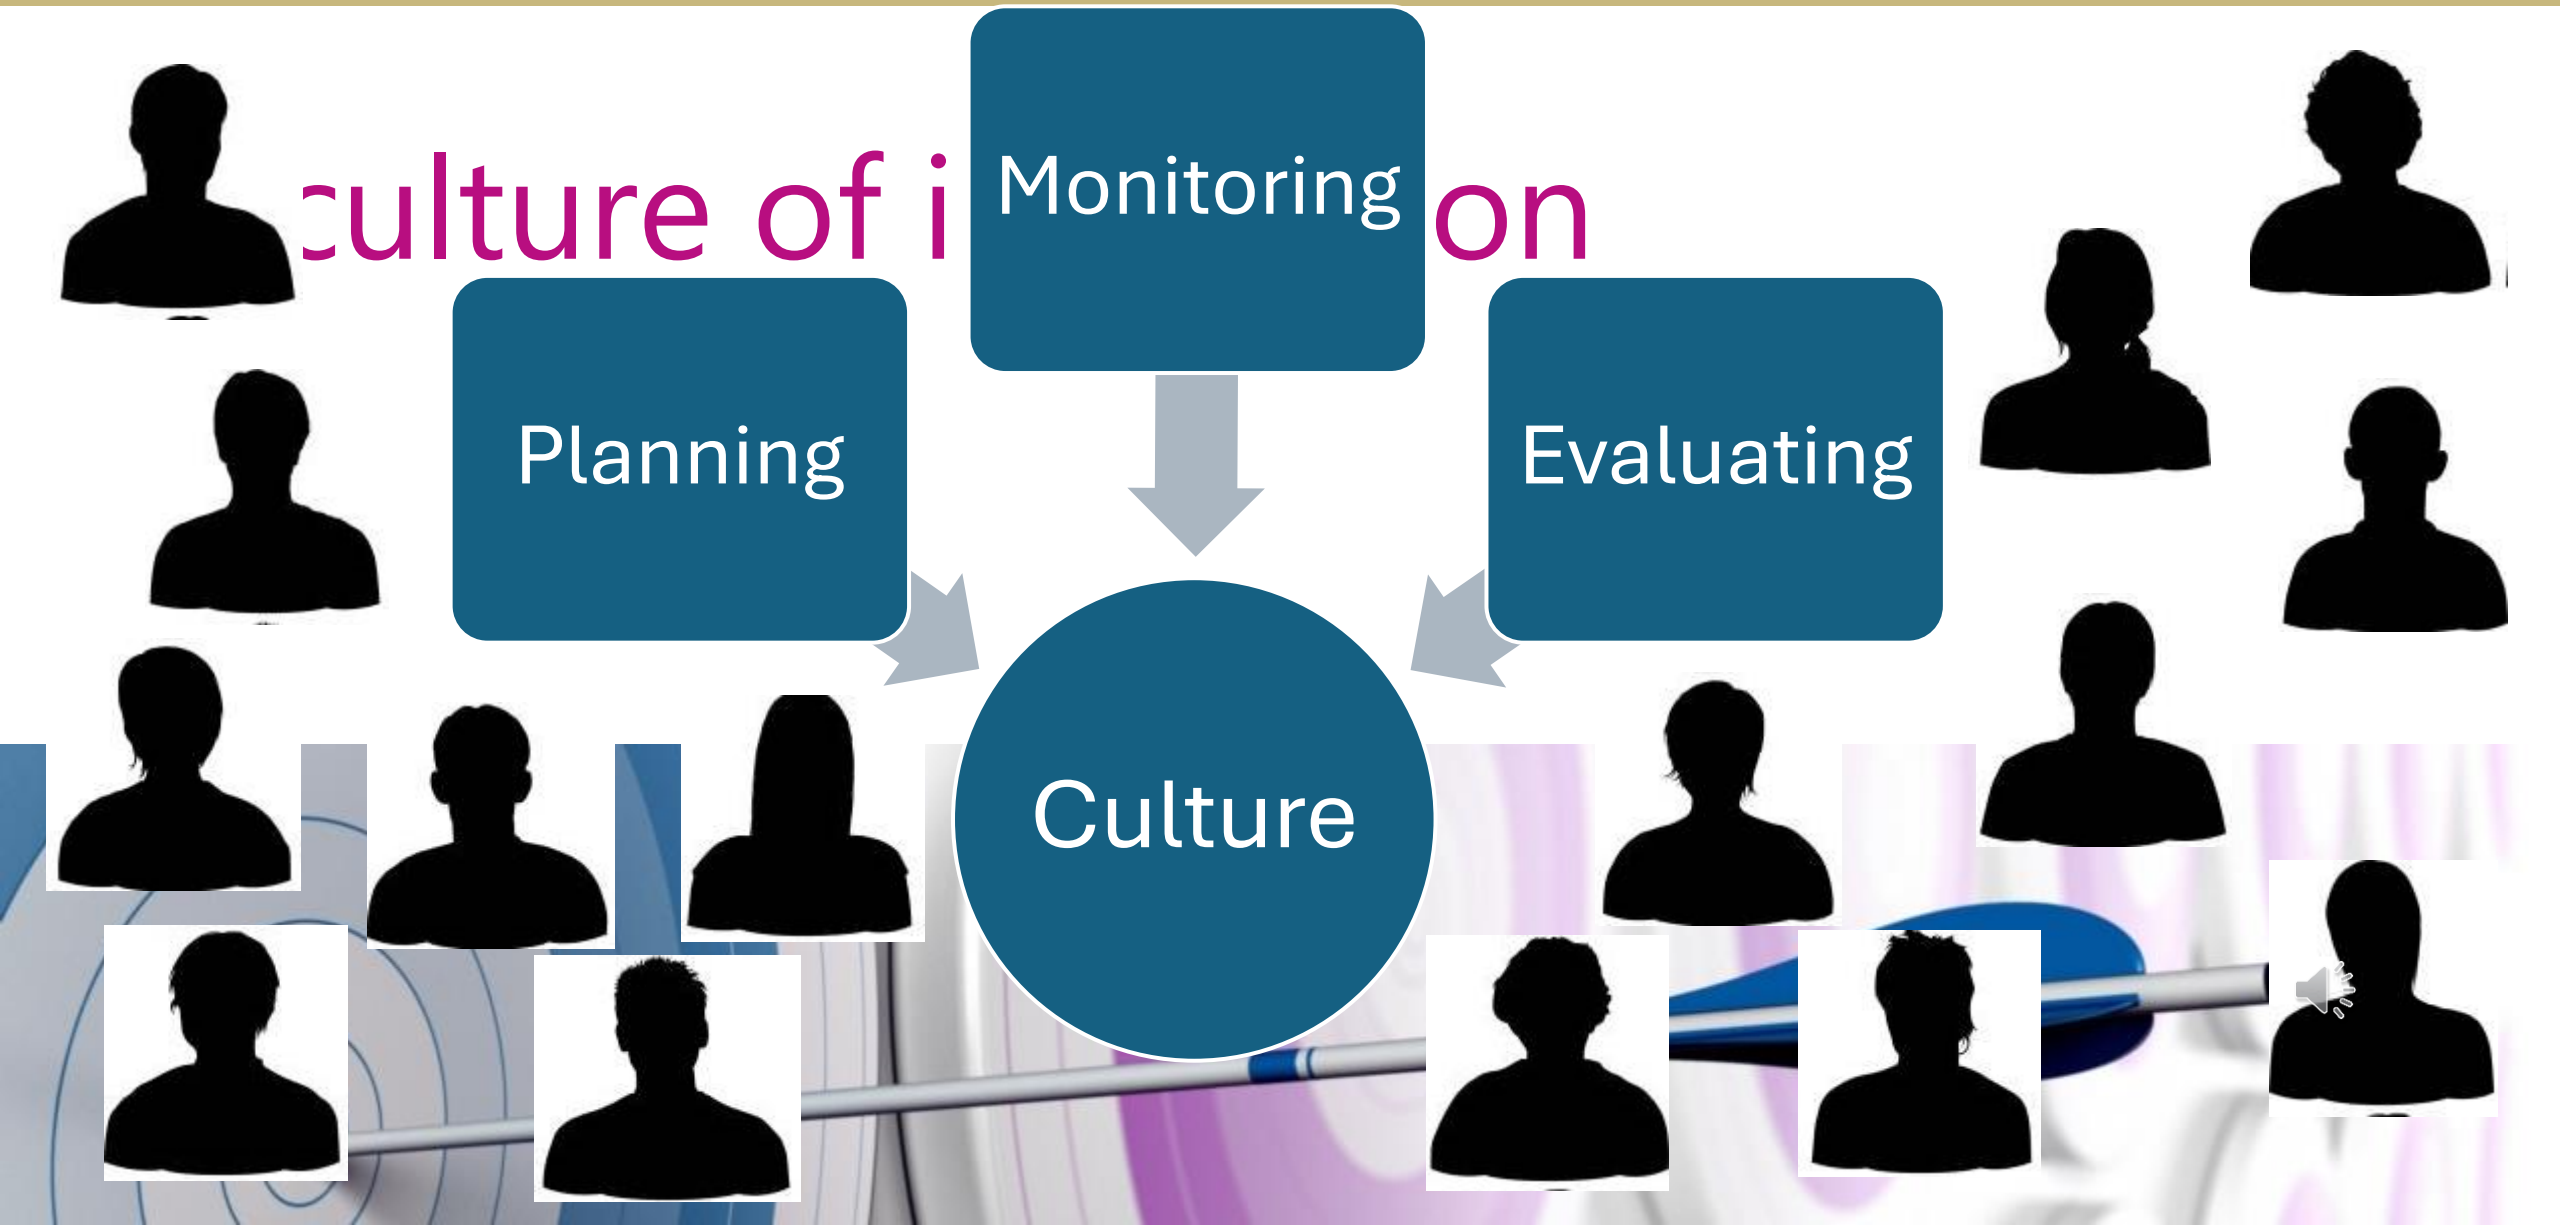 culture of i
on
Monitoring
Planning
Evaluating
Culture